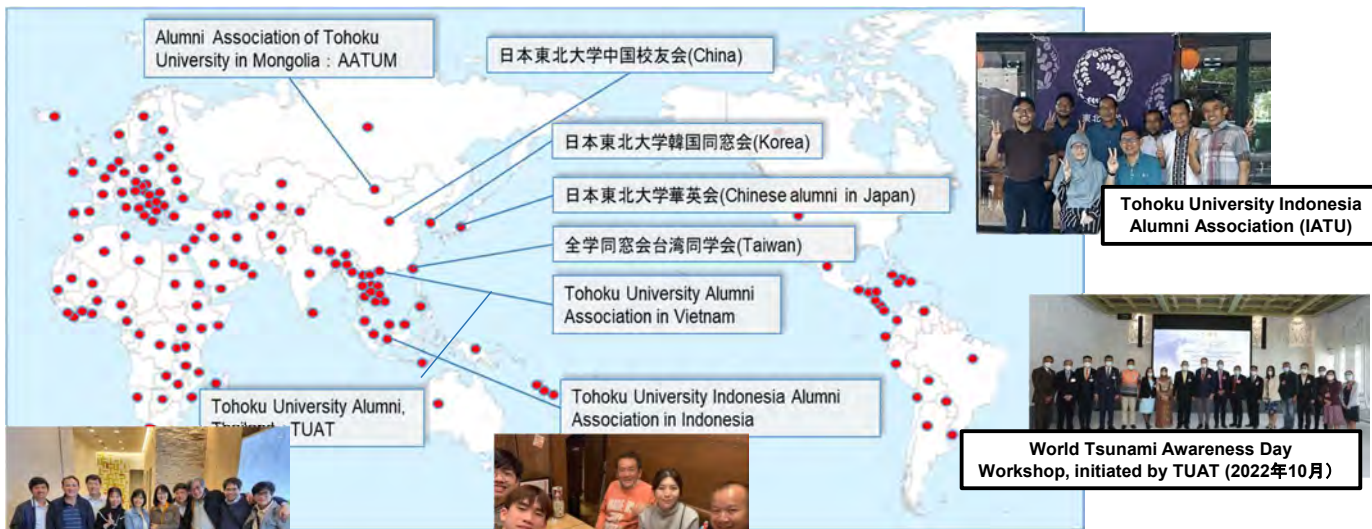 Alumni Association of Tohoku
University in Mongolia : AATUM
日本東北大学中国校友会(China)
日本東北大学韓国同窓会(Korea)
日本東北大学華英会(Chinese alumni in Japan)
全学同窓会台湾同学会(Taiwan)
Tohoku University Alumni
Association in Vietnam
Tohoku University Indonesia Alumni
Association in Indonesia
Tohoku University Alumni,
Thailand : TUAT
東北
Tohoku University Indonesia
Alumni Association (IATU)
World Tsunami Awareness Day
Workshop, initiated by TUAT (2022年10月)